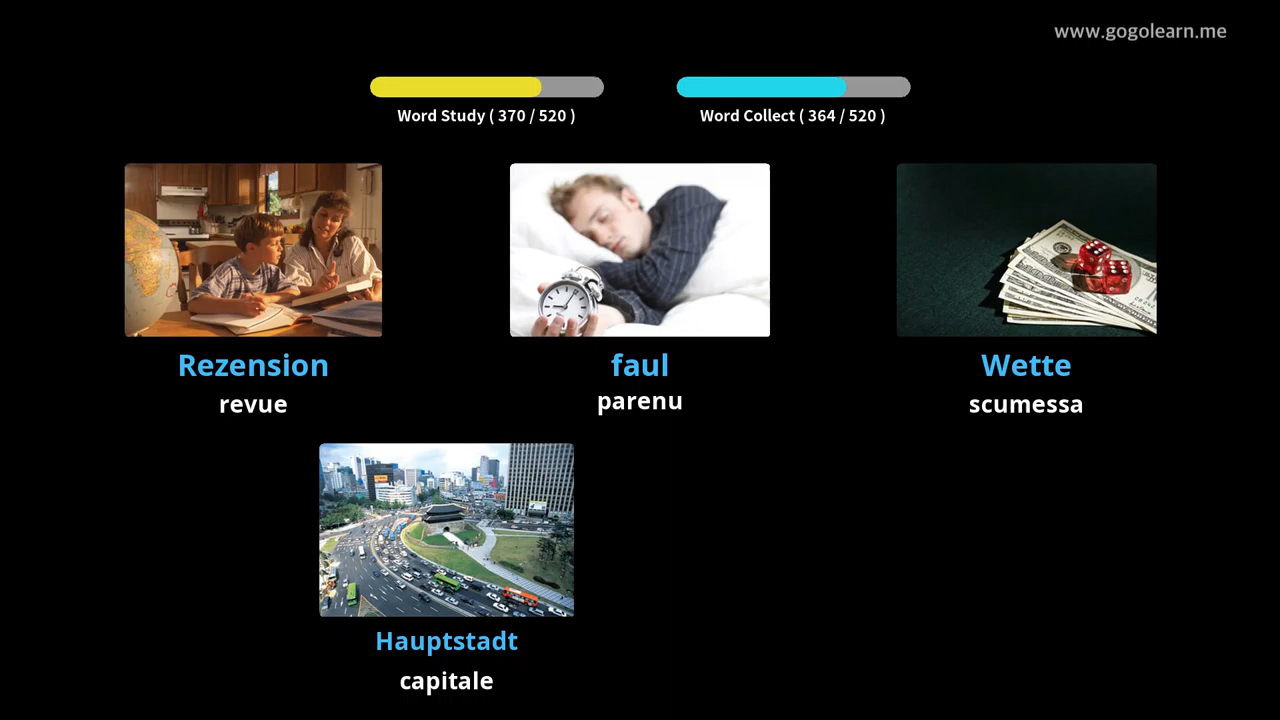 www.gogolearn.me
Word Study ( 370 / 520 )
Word Collect ( 364 / 520 )
Rezension
revue
faul
parenu
Wette
scumessa
Hauptstadt
capitale